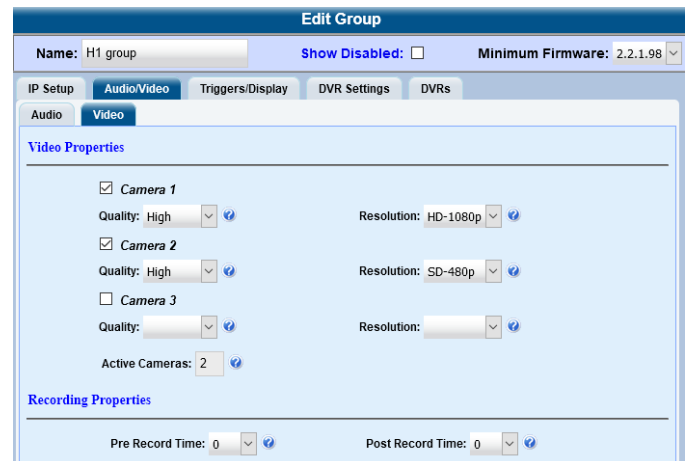 Edit Group
Name: H1 group Show Disabled: Minimum Firmware: 2.2.1.98
IP Setup Audio/Video Triggers/Display DVR Settings DVRs
Audio Video
Video Properties
Camera 1
Quality: High Resolution: HD-1080p
Camera 2
Quality: High Resolution: SD-480p
Camera 3
Quality: Resolution:
Active Cameras: 2
Recording Properties
Pre Record Time: 0 Post Record Time: 0